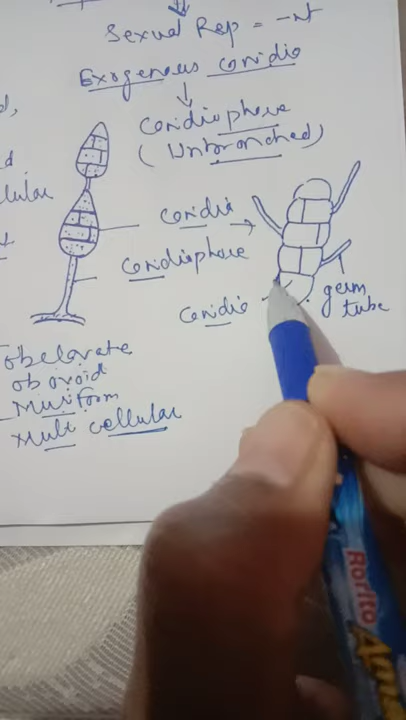 Sexual Rep = -nt
Exogenous conidia
Conidiophore
(Unbranched)
Conidia
Conidiophore
Conidia
germ
tube
obclavate
obovoid
Muriform
Multi cellular
Rorito